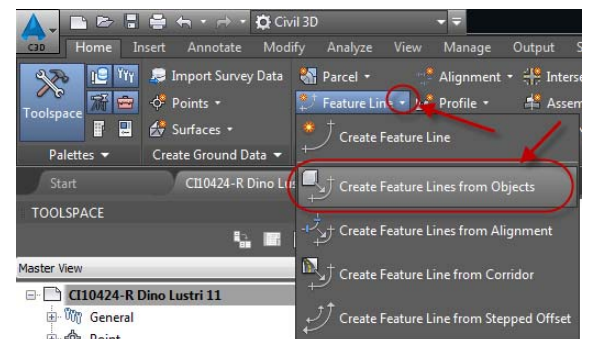 Civil 3D
C3D Home Insert Annotate Modify Analyze View Manage Output
Import Survey Data Parcel Alignment
Toolspace Points Feature Line Profile
Surfaces
Create Feature Line
Palettes Create Ground Data
Start CI10424-R Dino Create Feature Lines from Objects
TOOLSPACE
Create Feature Lines from Alignment
Master View
Create Feature Line from Corridor
CI10424-R Dino Lustri 11
General
Create Feature Line from Stepped Offset
Point